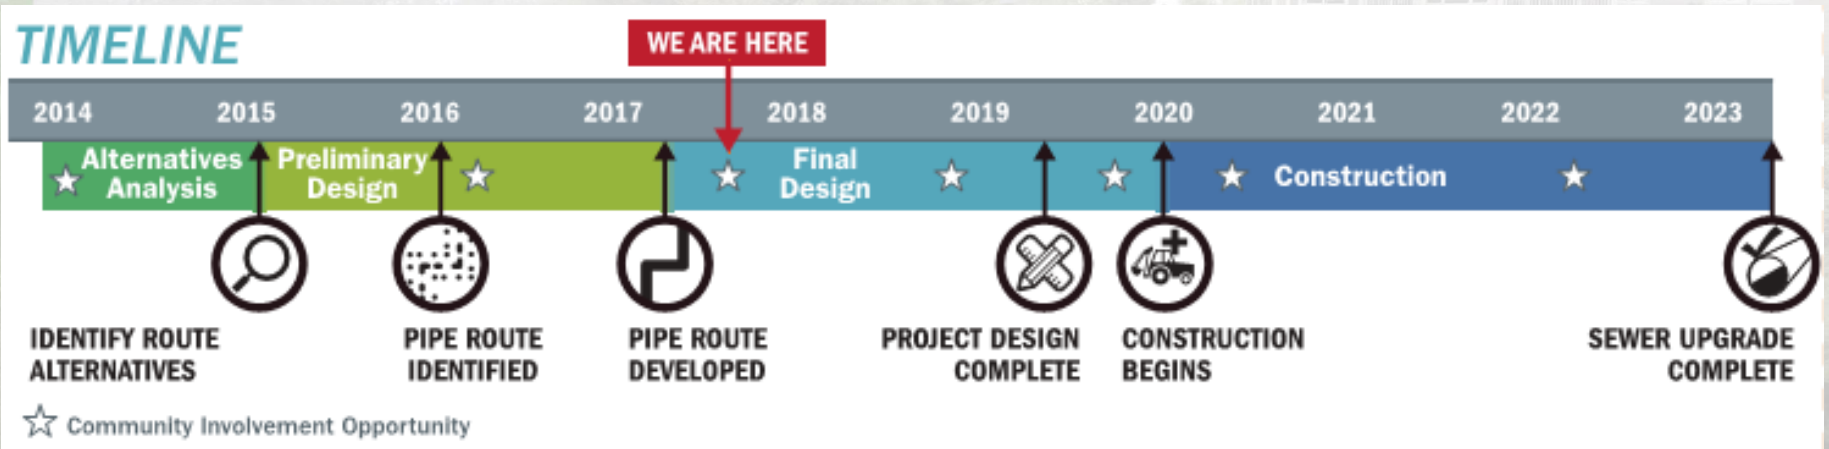 TIMELINE
WE ARE HERE
2014 2015 2016 2017 2018 2019 2020 2021 2022 2023
Alternatives
Analysis
Preliminary
Design
Final
Design
Construction
IDENTIFY ROUTE
ALTERNATIVES
PIPE ROUTE
IDENTIFIED
PIPE ROUTE
DEVELOPED
PROJECT DESIGN
COMPLETE
CONSTRUCTION
BEGINS
SEWER UPGRADE
COMPLETE
Community Involvement Opportunity